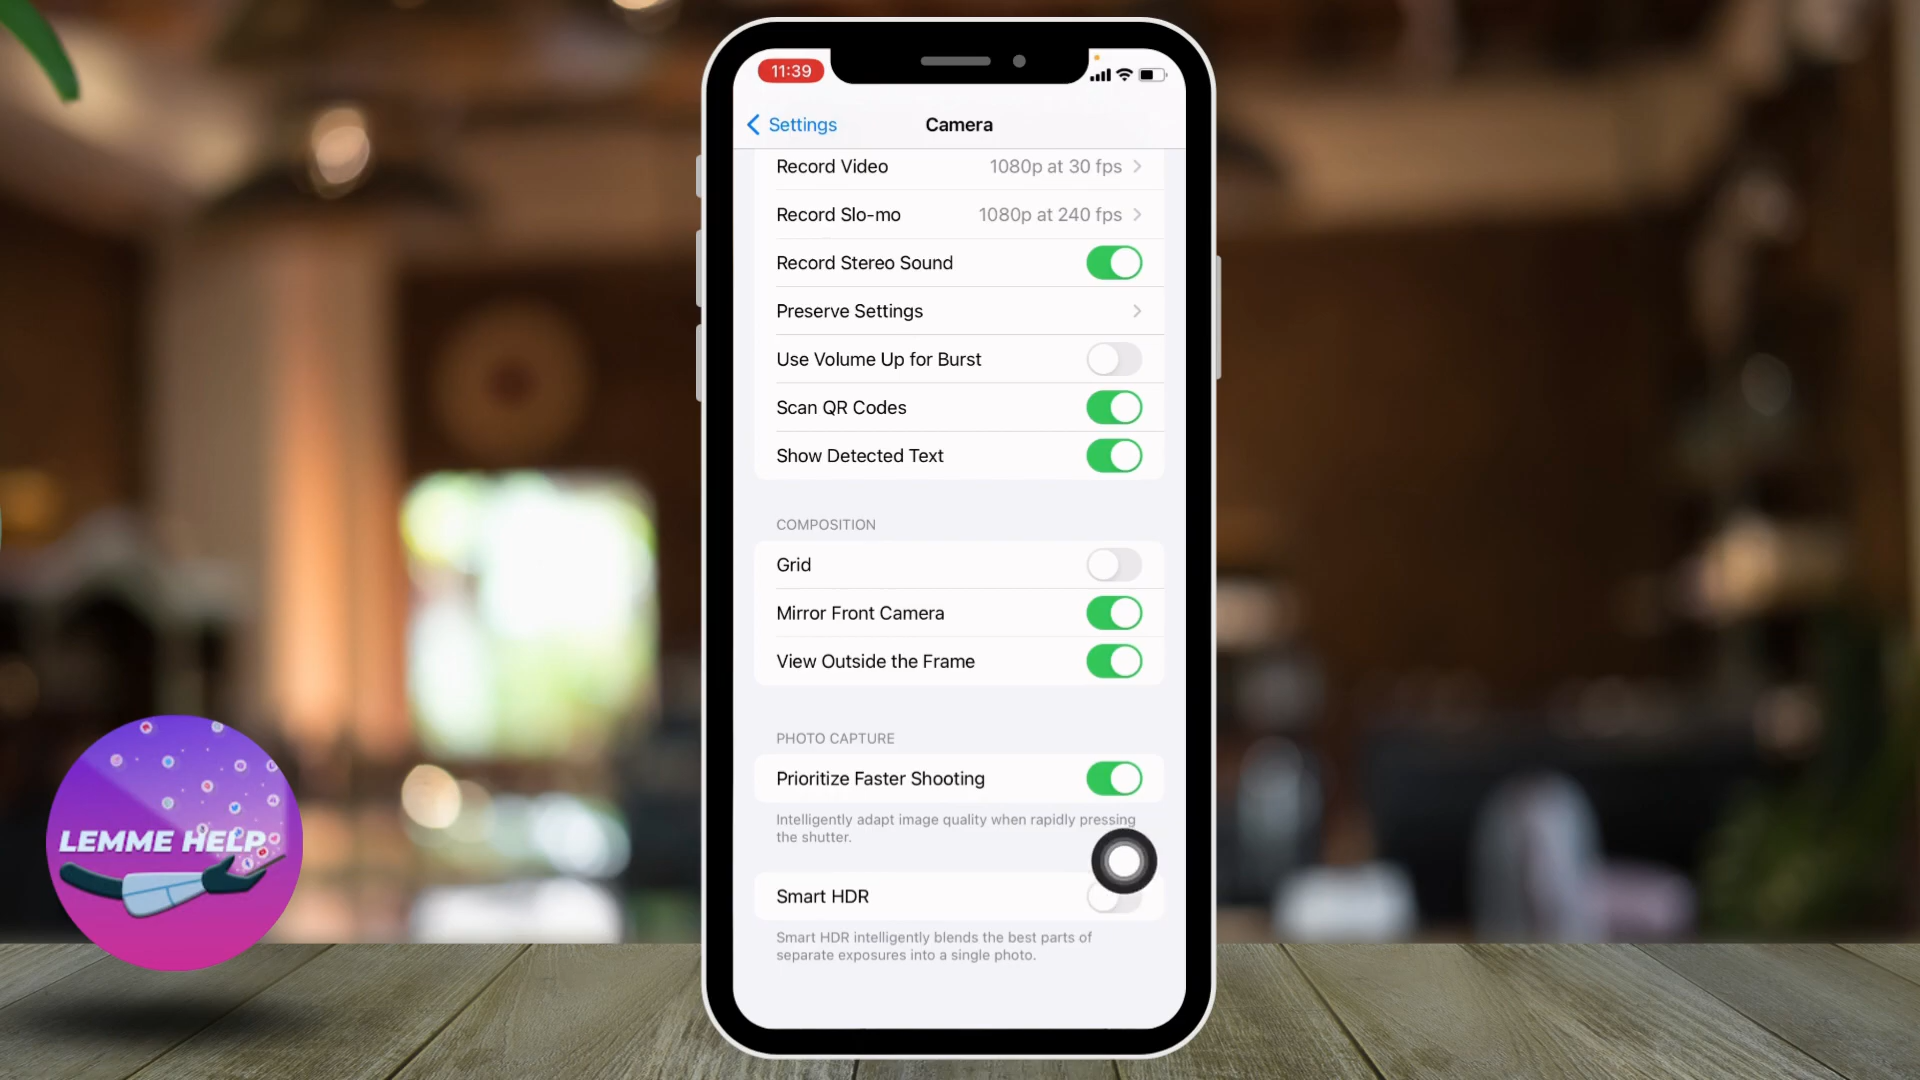 11:39
Settings
Camera
Record Video 1080p at 30 fps
Record Slo-mo 1080p at 240 fps
Record Stereo Sound
Preserve Settings
Use Volume Up for Burst
Scan QR Codes
Show Detected Text
COMPOSITION
Grid
Mirror Front Camera
View Outside the Frame
PHOTO CAPTURE
Prioritize Faster Shooting
Intelligently adapt image quality when rapidly pressing
the shutter.
Smart HDR
Smart HDR intelligently blends the best parts of
separate exposures into a single photo.
LEMME HELP